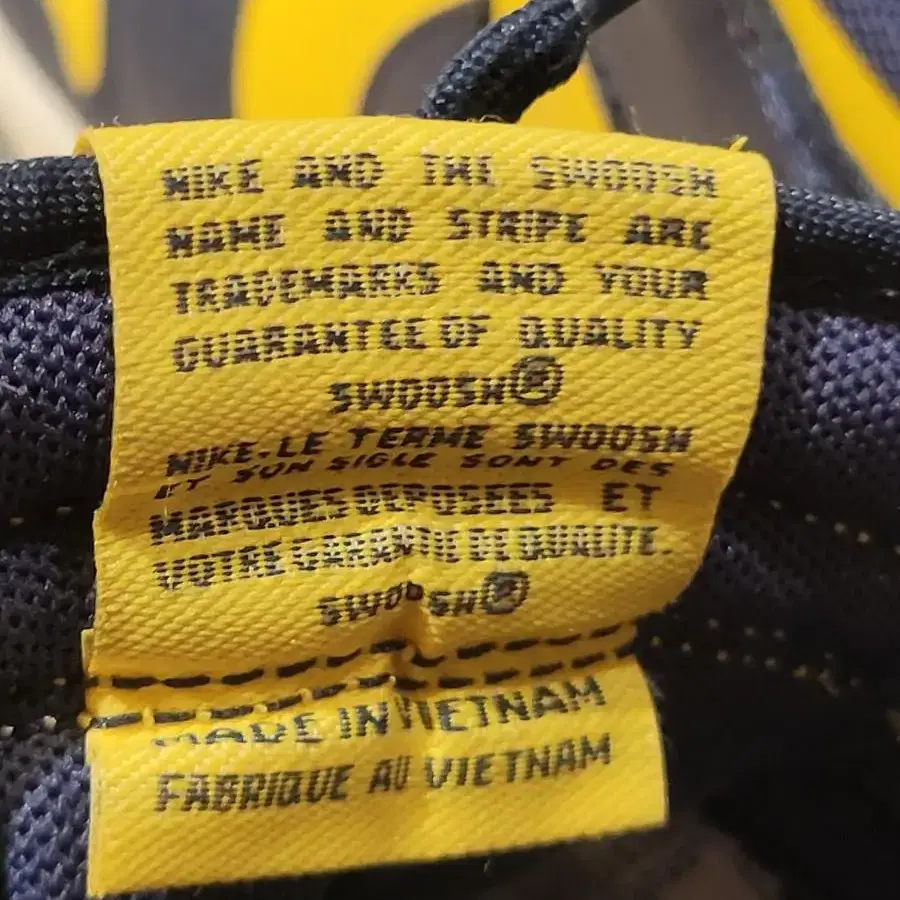 NIKE AND THE SWOOSH
NAME AND STRIPE ARE
TRADEMARKS AND YOUR
GUARANTEE OF QUALITY
SWOOSH®
NIKE, LE TERME SWOOSH
ET SON SIGLE SONT DES
MARQUES DEPOSEES ET
VOTRE GARANTIE DE QUALITE.
SWOOSH®
MADE IN VIETNAM
FABRIQUE AU VIETNAM